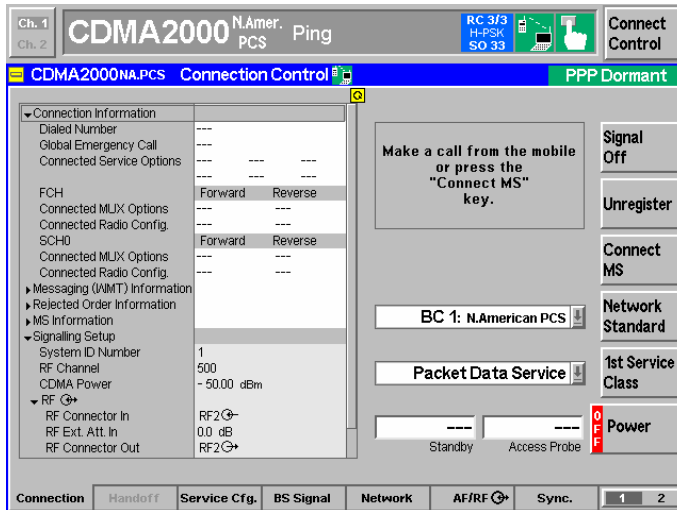 Ch. 1
Ch. 2
CDMA2000 N.Amer. PCS Ping
RC 3/3
H-PSK
SO 33
Connect Control
CDMA2000 NA.PCS Connection Control
PPP Dormant
Q
Connection Information
Dialed Number ---
Global Emergency Call ---
Connected Service Options --- --- ---
--- --- ---
FCH Forward Reverse
Connected MUX Options --- ---
Connected Radio Config. --- ---
SCH0 Forward Reverse
Connected MUX Options --- ---
Connected Radio Config. --- ---
Messaging (WMT) Information
Rejected Order Information
MS Information
Signalling Setup
System ID Number 1
RF Channel 500
CDMA Power - 50.00 dBm
RF
RF Connector In RF2
RF Ext. Att. In 0.0 dB
RF Connector Out RF2
Make a call from the mobile
or press the
"Connect MS"
key.
BC 1: N.American PCS
Packet Data Service
--- ---
Standby Access Probe
Signal Off
Unregister
Connect MS
Network Standard
1st Service Class
OFF Power
Connection Handoff Service Cfg. BS Signal Network AF/RF Sync. 1 2